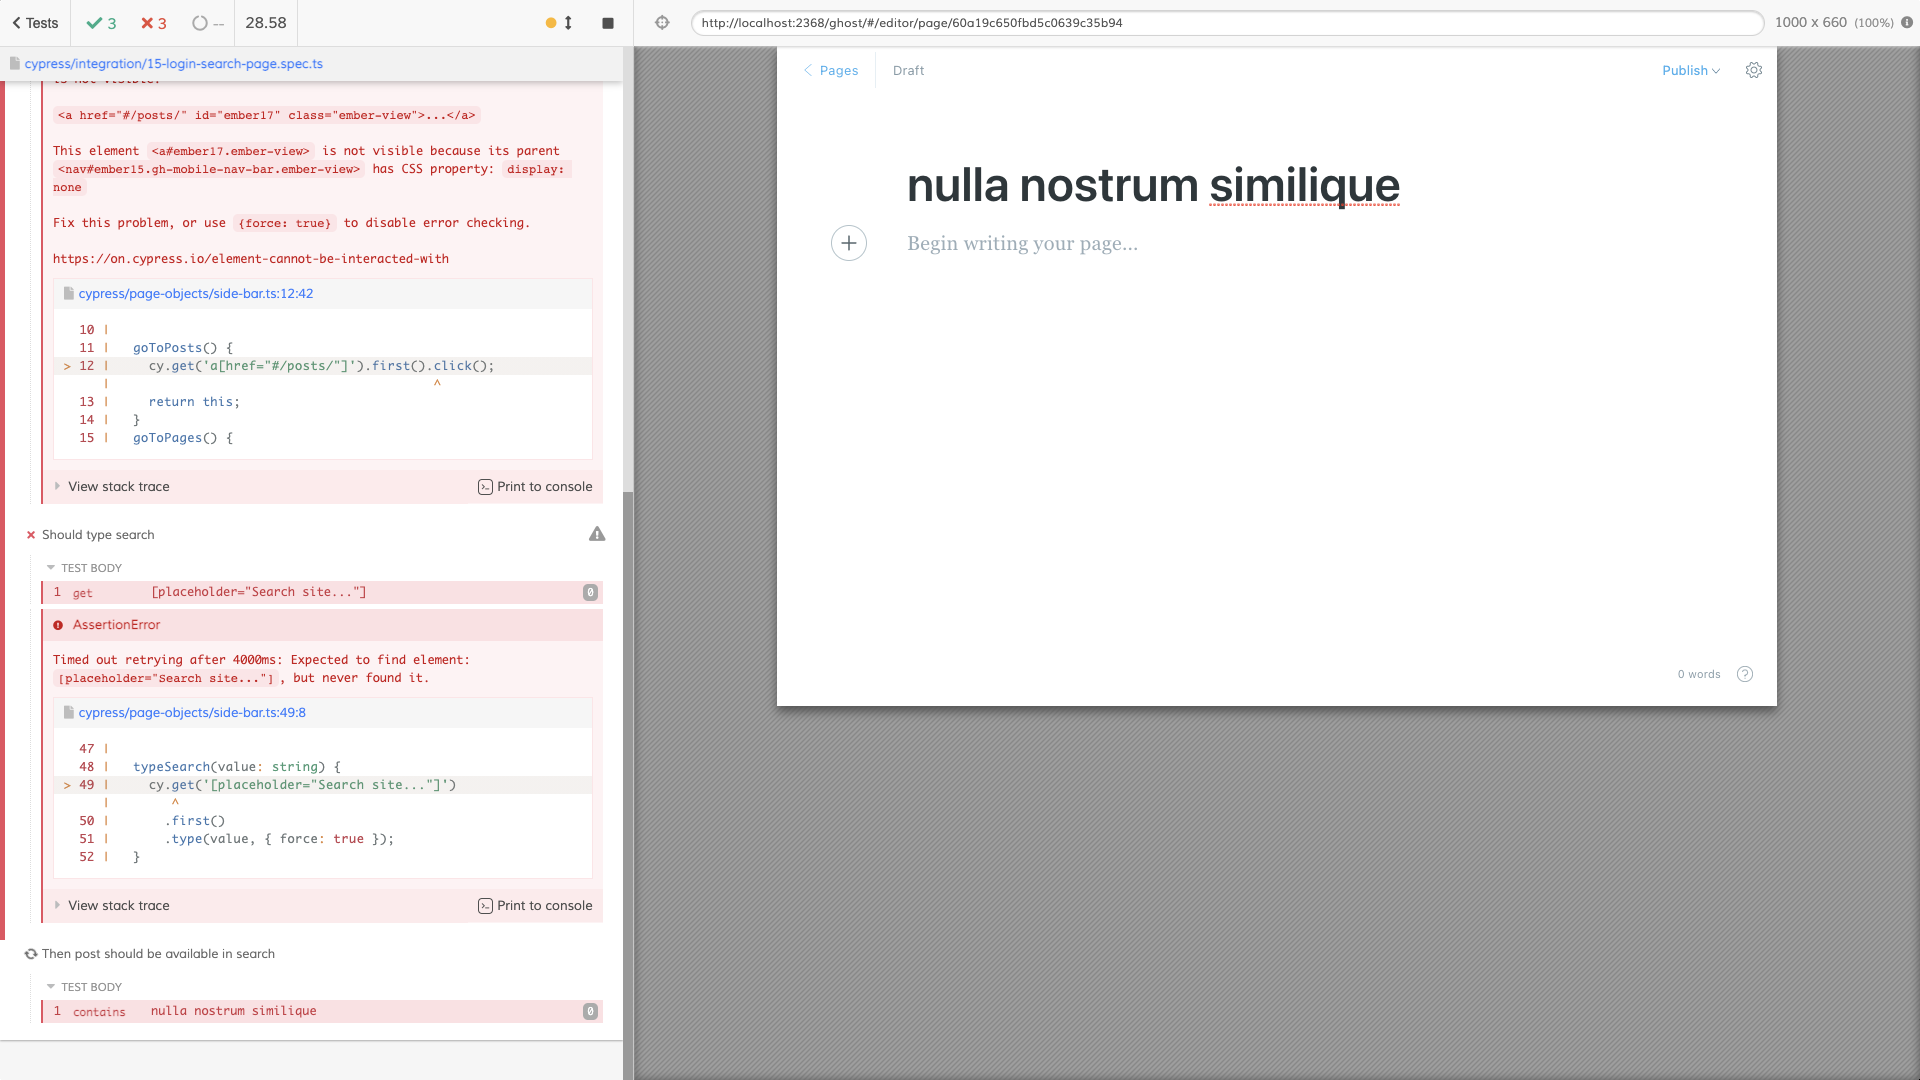 Tests
3
3
--
28.58
cypress/integration/15-login-search-page.spec.ts
is not visible:
<a href="#/posts/" id="ember17" class="ember-view">...</a>
This element <a#ember17.ember-view> is not visible because its parent
<nav#ember15.gh-mobile-nav-bar.ember-view> has CSS property: display:
none
Fix this problem, or use {force: true} to disable error checking.
https://on.cypress.io/element-cannot-be-interacted-with
cypress/page-objects/side-bar.ts:12:42
10 |
11 | goToPosts() {
> 12 | cy.get('a[href="#/posts/"]').first().click();
| ^
13 | return this;
14 | }
15 | goToPages() {
View stack trace
Print to console
Should type search
TEST BODY
1 get [placeholder="Search site..."] 0
AssertionError
Timed out retrying after 4000ms: Expected to find element:
[placeholder="Search site..."], but never found it.
cypress/page-objects/side-bar.ts:49:8
47 |
48 | typeSearch(value: string) {
> 49 | cy.get('[placeholder="Search site..."]')
| ^
50 | .first()
51 | .type(value, { force: true });
52 | }
View stack trace
Print to console
Then post should be available in search
TEST BODY
1 contains nulla nostrum similique 0
http://localhost:2368/ghost/#/editor/page/60a19c650fbd5c0639c35b94
1000 x 660 (100%)
Pages
Draft
Publish
nulla nostrum similique
Begin writing your page...
0 words
?